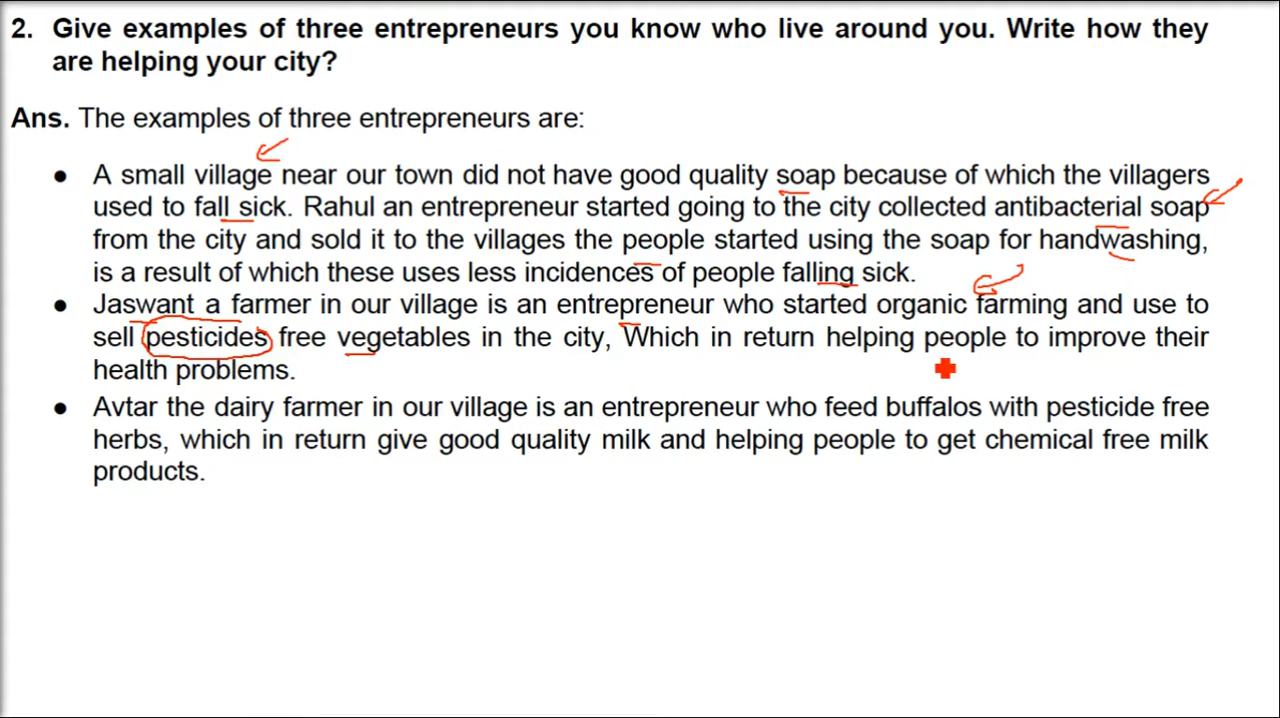 2. Give examples of three entrepreneurs you know who live around you. Write how they
are helping your city?
Ans. The examples of three entrepreneurs are:
● A small village near our town did not have good quality soap because of which the villagers
used to fall sick. Rahul an entrepreneur started going to the city collected antibacterial soap
from the city and sold it to the villages the people started using the soap for handwashing,
is a result of which these uses less incidences of people falling sick.
● Jaswant a farmer in our village is an entrepreneur who started organic farming and use to
sell pesticides free vegetables in the city, Which in return helping people to improve their
health problems.
● Avtar the dairy farmer in our village is an entrepreneur who feed buffalos with pesticide free
herbs, which in return give good quality milk and helping people to get chemical free milk
products.